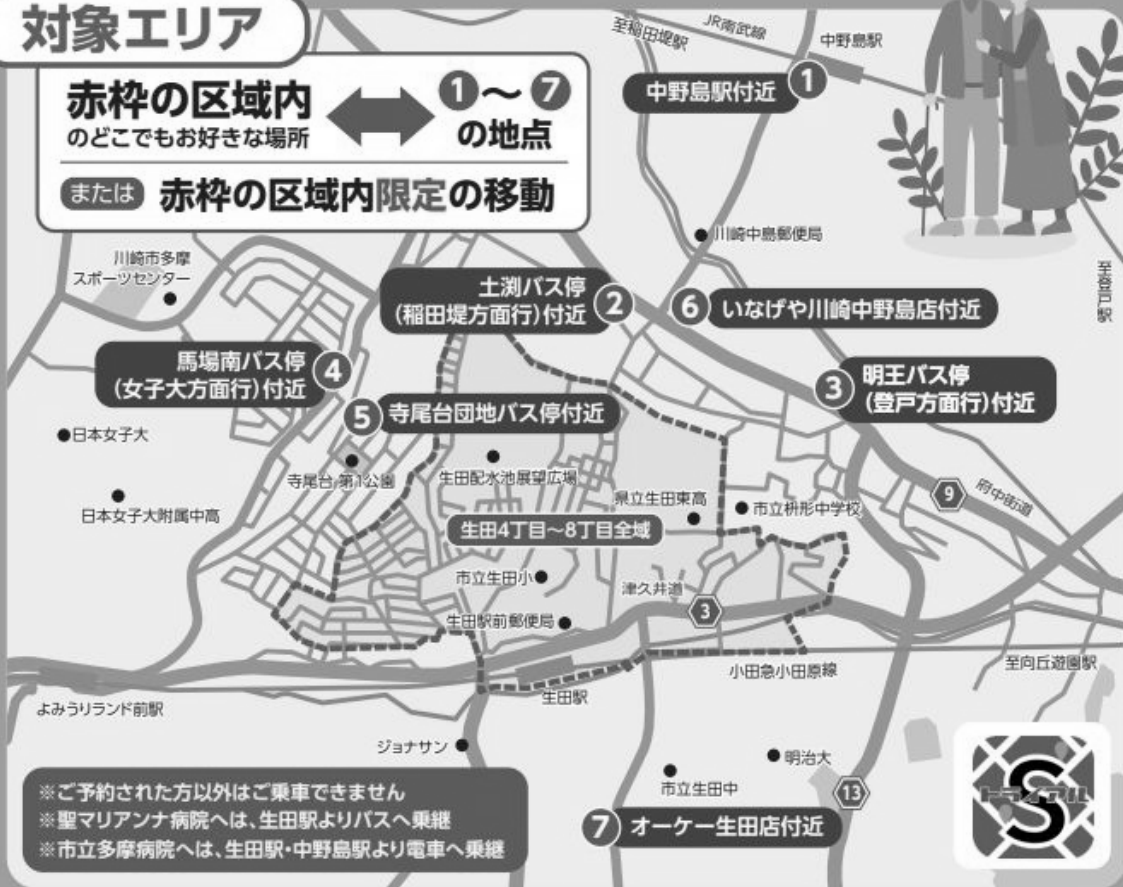 対象エリア
赤枠の区域内
のどこでもお好きな場所
1～7
の地点
または 赤枠の区域内限定の移動
至稲田堤駅
JR南武線
中野島駅
中野島駅付近 1
川崎中島郵便局
至登戸駅
川崎市多摩
スポーツセンター
土渕バス停
(稲田堤方面行)付近 2
6 いなげや川崎中野島店付近
馬場南バス停
(女子大方面行)付近 4
3 明王バス停
(登戸方面行)付近
5 寺尾台団地バス停付近
日本女子大
寺尾台 第1公園
生田配水池展望広場
日本女子大附属中高
県立生田東高
市立枡形中学校
9
府中街道
生田4丁目～8丁目全域
市立生田小
津久井道
3
生田駅前郵便局
小田急小田原線
至向丘遊園駅
よみうりランド前駅
生田駅
ジョナサン
明治大
市立生田中
13
7 オーケー生田店付近
※ご予約された方以外はご乗車できません
※聖マリアンナ病院へは、生田駅よりバスへ乗継
※市立多摩病院へは、生田駅・中野島駅より電車へ乗継
S
トライアル